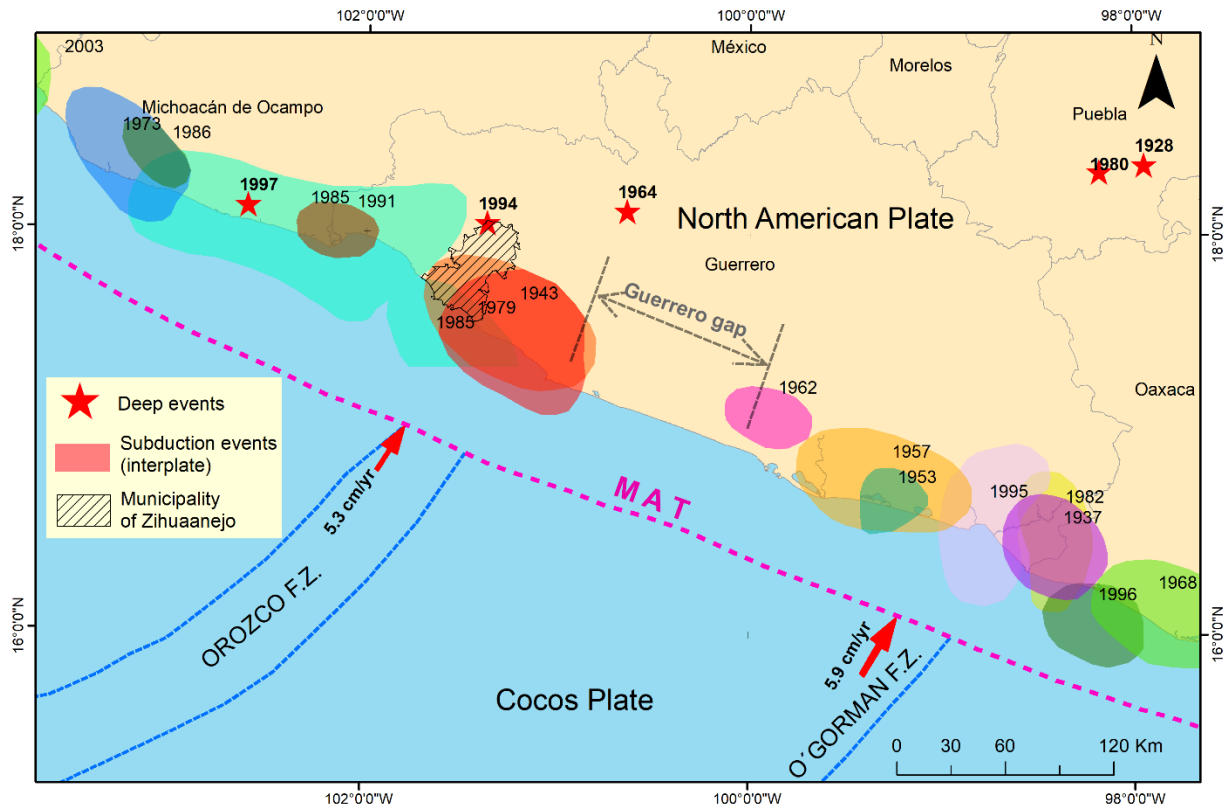 102°0'0"W
100°0'0"W
98°0'0"W
2003
México
Morelos
N
Michoacán de Ocampo
Puebla
1973
1986
1928
1980
1997
1985
1991
1994
1964
North American Plate
18°0'0"N
18°0'0"N
Guerrero
Guerrero gap
1943
1979
1985
1962
Oaxaca
Deep events
Subduction events
(interplate)
Municipality
of Zihuaanejo
1957
1953
1995
1982
1937
MAT
5.3 cm/yr
1968
1996
OROZCO F.Z.
16°0'0"N
16°0'0"N
5.9 cm/yr
Cocos Plate
O´GORMAN F.Z.
0 30 60 120 Km
102°0'0"W
100°0'0"W
98°0'0"W